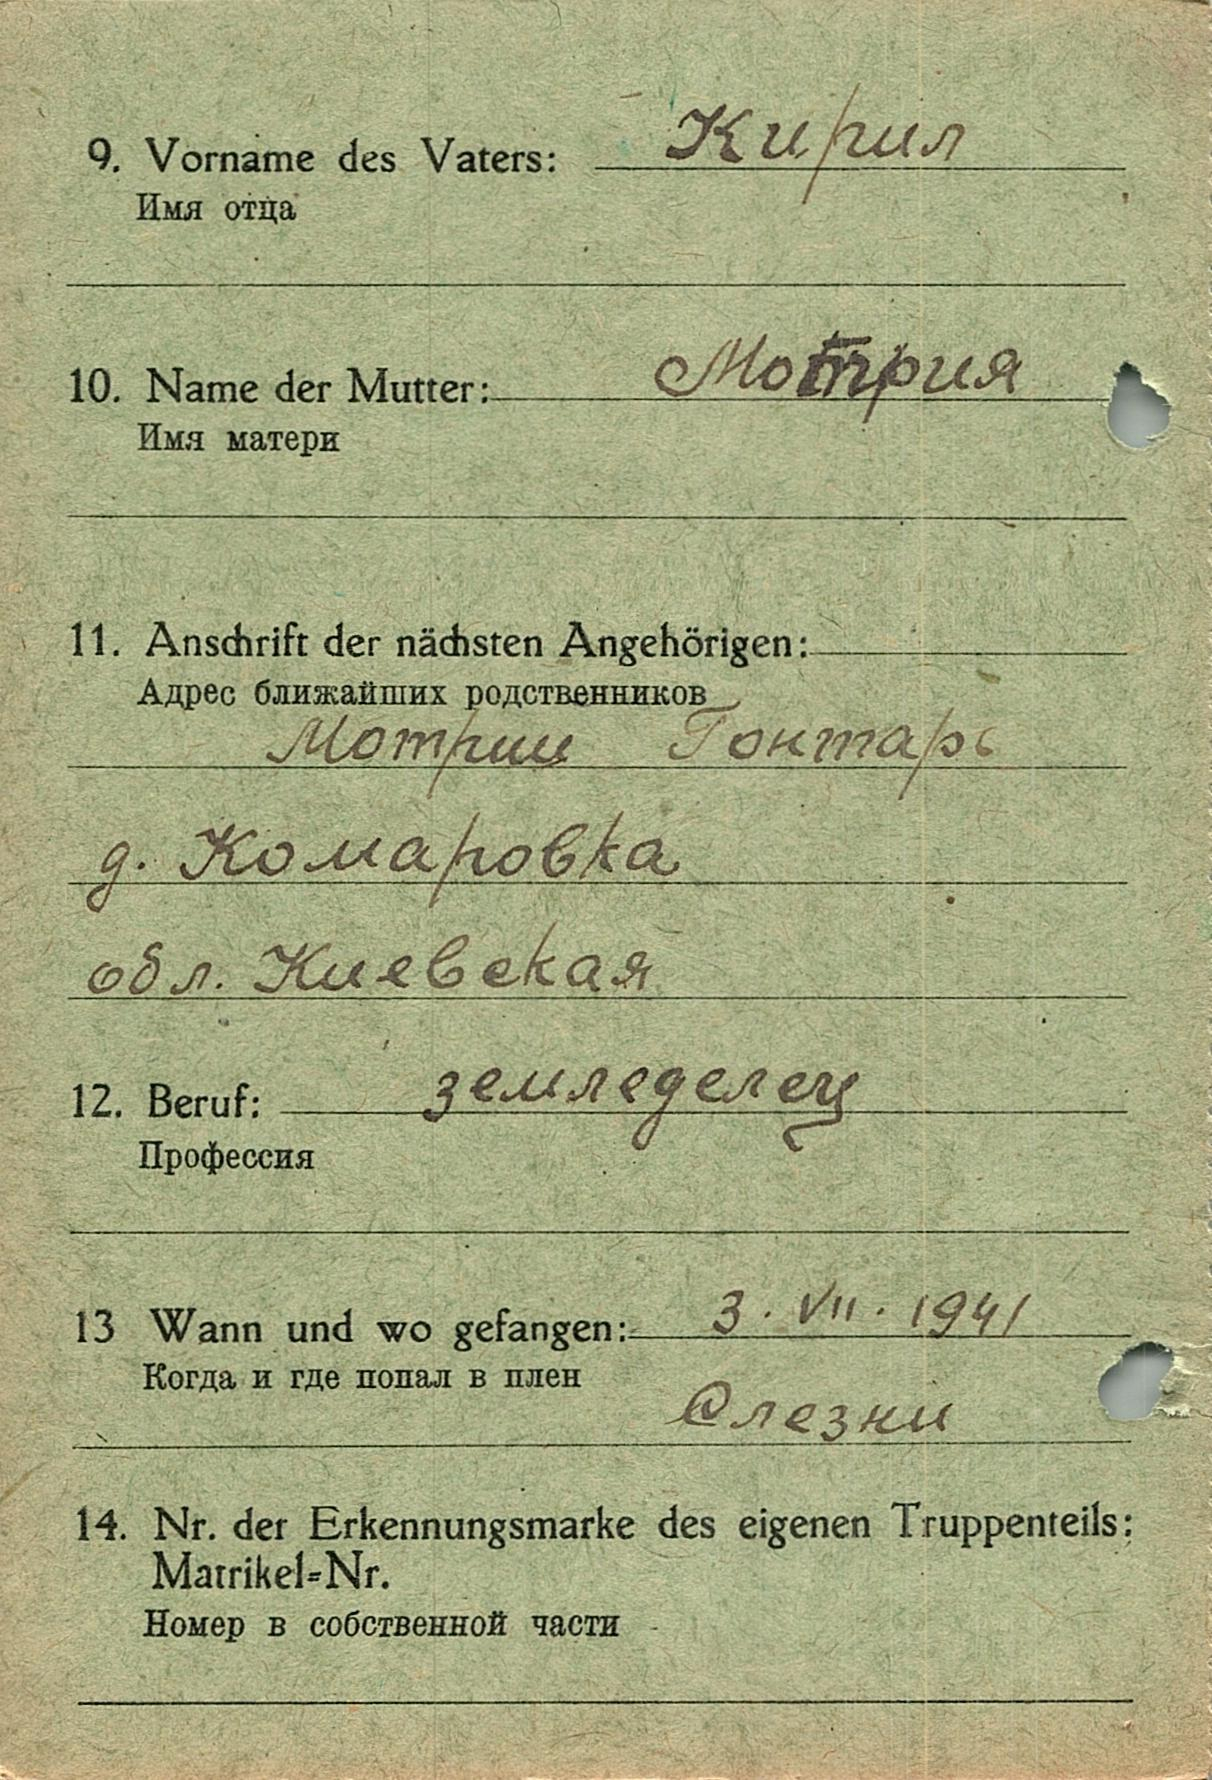 9. Vorname des Vaters: Кирил
Имя отца
10. Name der Mutter: Мотрия
Имя матери
11. Anschrift der nächsten Angehörigen:
Адрес ближайших родственников
Мотрии Гонтарь
д. Комаровка
обл. Киевская
12. Beruf: земледелец
Профессия
13 Wann und wo gefangen: 3. VII. 1941
Когда и где попал в плен
Слезни
14. Nr. der Erkennungsmarke des eigenen Truppenteils:
Matrikel=Nr.
Номер в собственной части